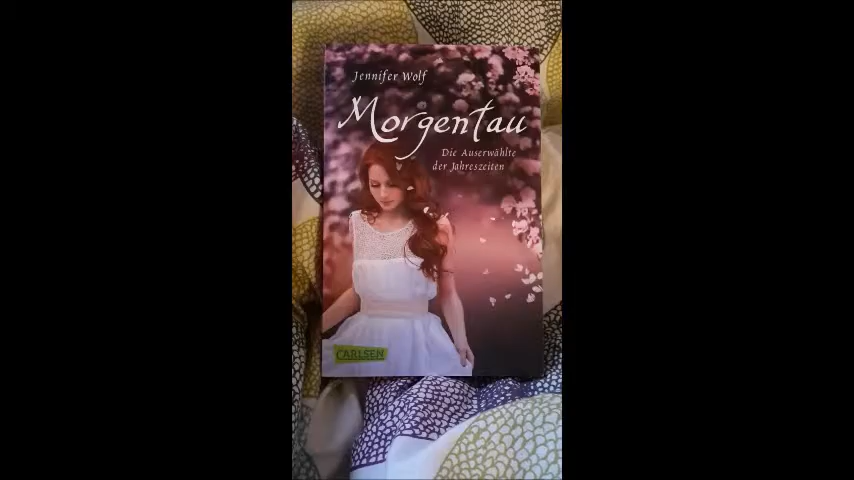 Jennifer Wolf
Morgentau
Die Auserwählte
der Jahreszeiten
CARLSEN